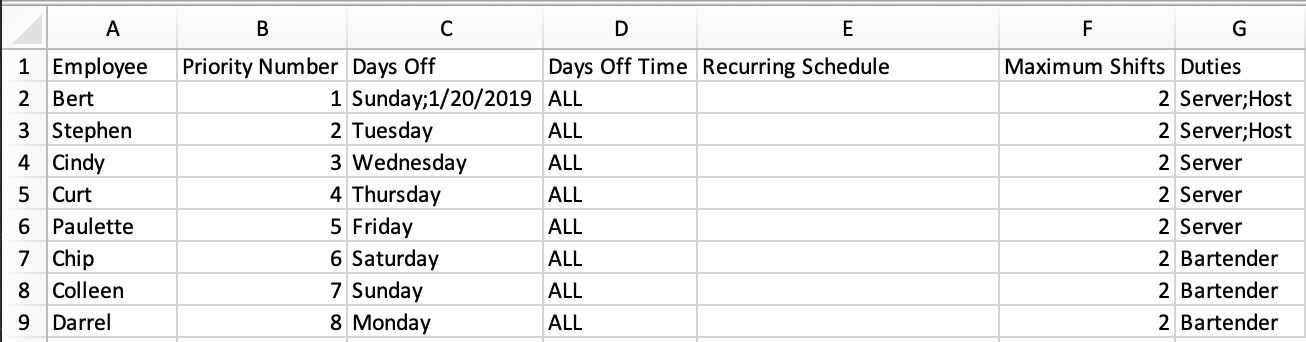 A B C D E F G
1 Employee Priority Number Days Off Days Off Time Recurring Schedule Maximum Shifts Duties
2 Bert 1 Sunday;1/20/2019 ALL 2 Server;Host
3 Stephen 2 Tuesday ALL 2 Server;Host
4 Cindy 3 Wednesday ALL 2 Server
5 Curt 4 Thursday ALL 2 Server
6 Paulette 5 Friday ALL 2 Server
7 Chip 6 Saturday ALL 2 Bartender
8 Colleen 7 Sunday ALL 2 Bartender
9 Darrel 8 Monday ALL 2 Bartender